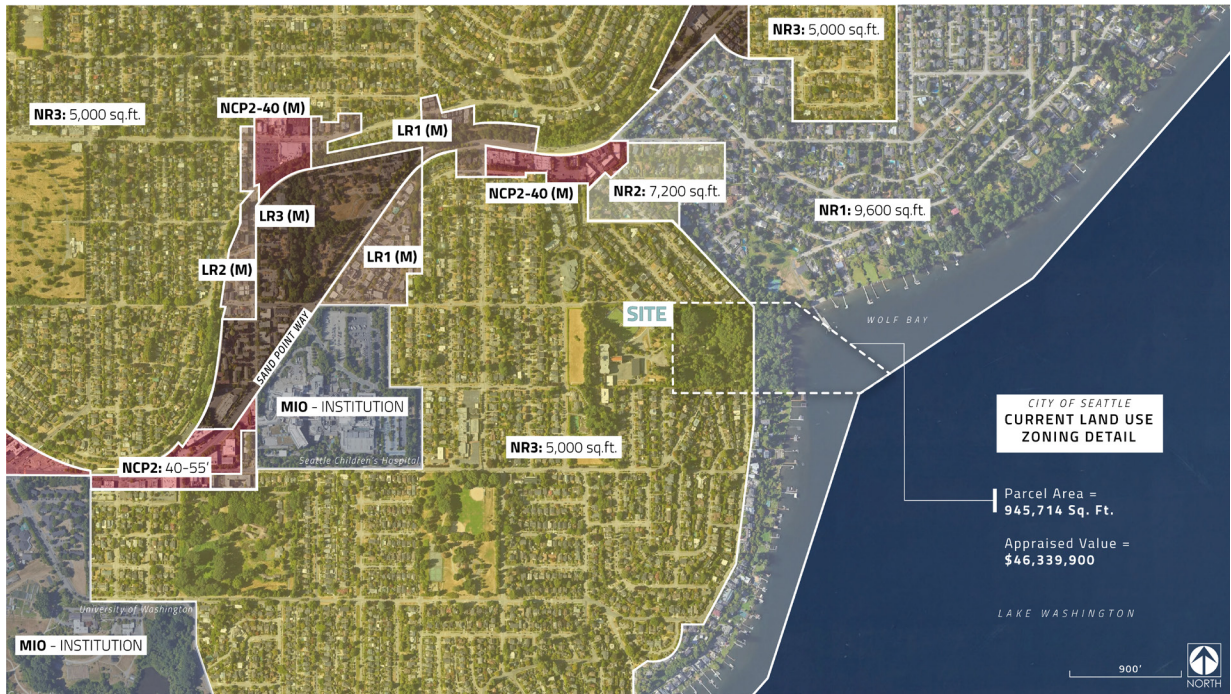 NR3: 5,000 sq.ft.
NR3: 5,000 sq.ft.
NCP2-40 (M)
LR1 (M)
NCP2-40 (M)
NR2: 7,200 sq.ft.
NR1: 9,600 sq.ft.
LR3 (M)
LR1 (M)
LR2 (M)
SITE
WOLF BAY
SAND POINT WAY
MIO - INSTITUTION
CITY OF SEATTLE
CURRENT LAND USE
ZONING DETAIL
NR3: 5,000 sq.ft.
Seattle Children's Hospital
NCP2: 40-55'
Parcel Area =
945,714 Sq. Ft.
Appraised Value =
$46,339,900
University of Washington
LAKE WASHINGTON
MIO - INSTITUTION
900'
NORTH